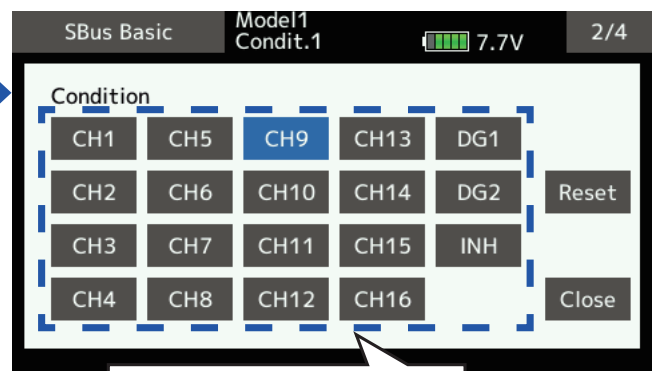 SBus Basic Model1 Condit.1 7.7V 2/4
Condition
CH1 CH5 CH9 CH13 DG1
CH2 CH6 CH10 CH14 DG2 Reset
CH3 CH7 CH11 CH15 INH
CH4 CH8 CH12 CH16 Close